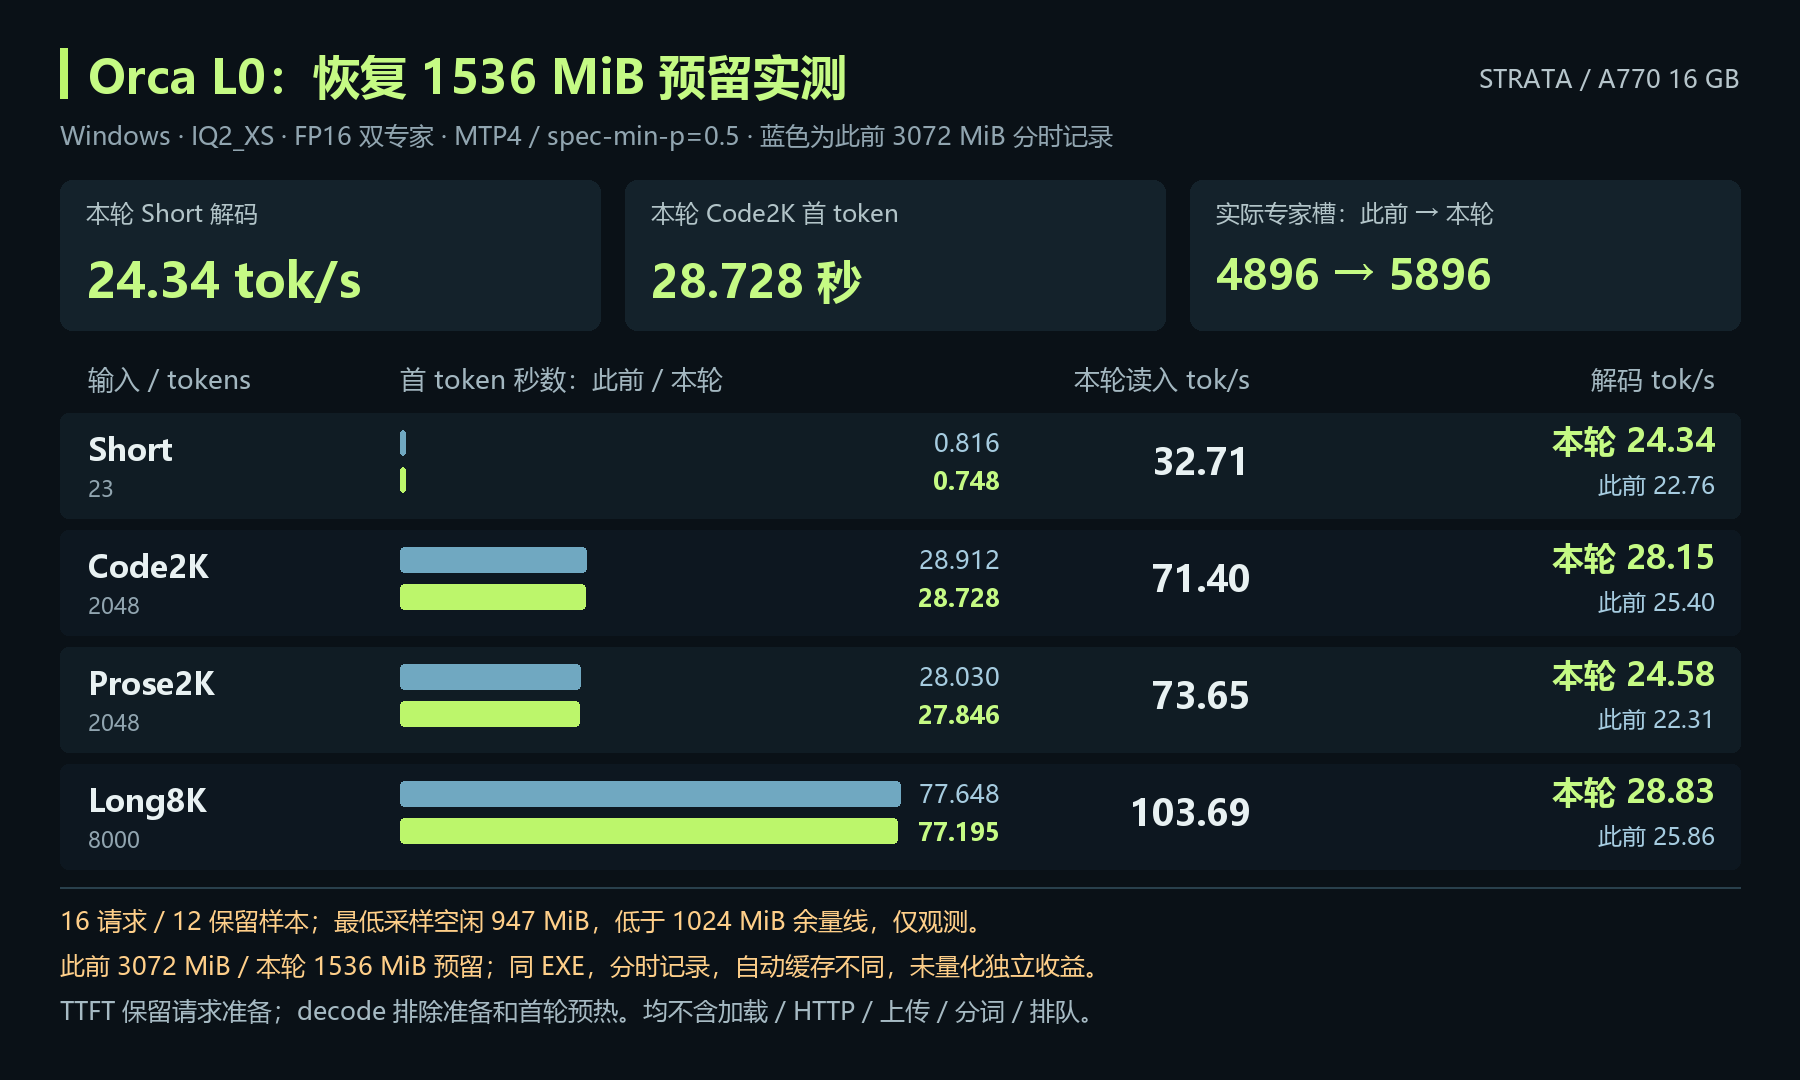 Orca L0：恢复 1536 MiB 预留实测
STRATA / A770 16 GB
Windows · IQ2_XS · FP16 双专家 · MTP4 / spec-min-p=0.5 · 蓝色为此前 3072 MiB 分时记录
本轮 Short 解码
24.34 tok/s
本轮 Code2K 首 token
28.728 秒
实际专家槽：此前 → 本轮
4896 → 5896
输入 / tokens
首 token 秒数：此前 / 本轮
本轮读入 tok/s
解码 tok/s
Short
23
0.816
0.748
32.71
本轮 24.34
此前 22.76
Code2K
2048
28.912
28.728
71.40
本轮 28.15
此前 25.40
Prose2K
2048
28.030
27.846
73.65
本轮 24.58
此前 22.31
Long8K
8000
77.648
77.195
103.69
本轮 28.83
此前 25.86
16 请求 / 12 保留样本；最低采样空闲 947 MiB，低于 1024 MiB 余量线，仅观测。
此前 3072 MiB / 本轮 1536 MiB 预留；同 EXE，分时记录，自动缓存不同，未量化独立收益。
TTFT 保留请求准备；decode 排除准备和首轮预热。均不含加载 / HTTP / 上传 / 分词 / 排队。